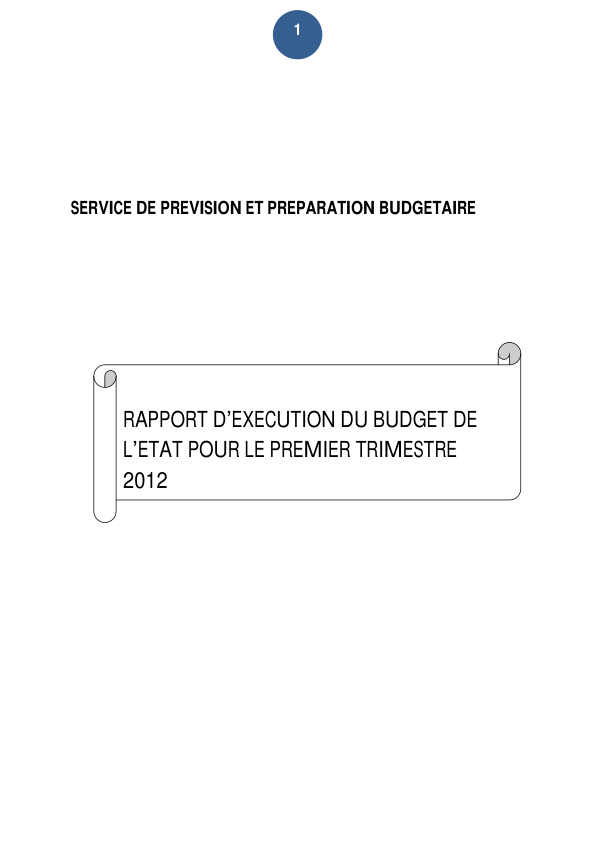 1
SERVICE DE PREVISION ET PREPARATION BUDGETAIRE
RAPPORT D’EXECUTION DU BUDGET DE
L’ETAT POUR LE PREMIER TRIMESTRE
2012